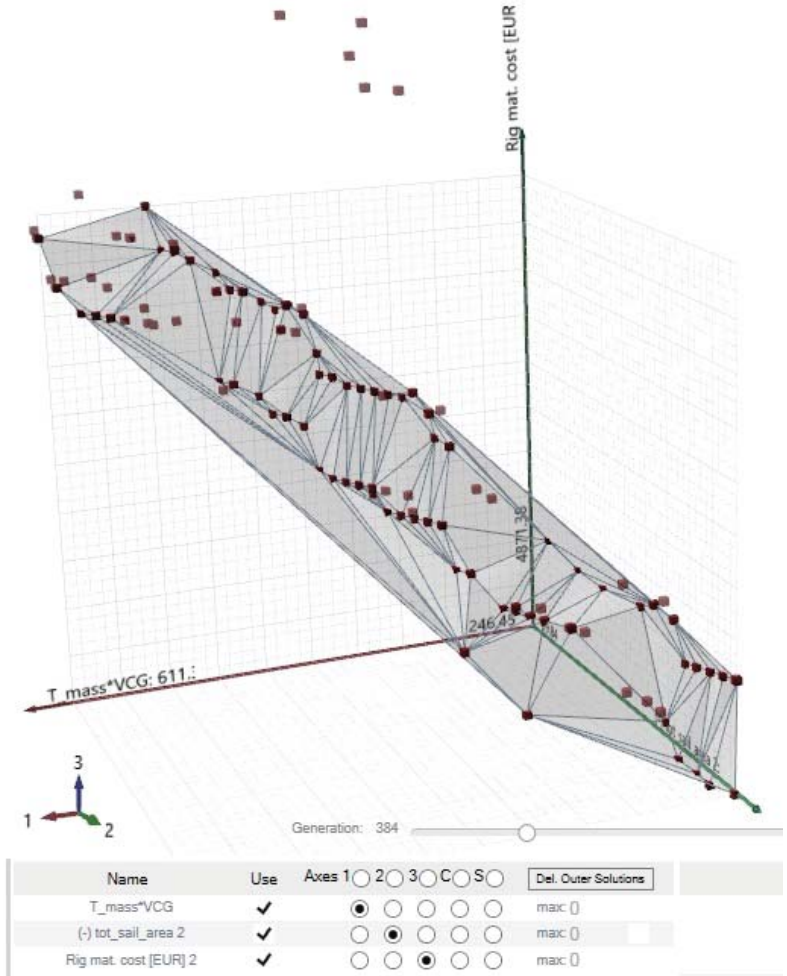 Rig mat. cost [EUR
4871.38
246.45
T_mass*VCG: 611.:
3
1
2
Generation: 384
Name Use Axes 1 2 3 C S Del. Outer Solutions
T_mass*VCG max: ()
(-) tot_sail_area 2 max: ()
Rig mat. cost [EUR] 2 max: ()